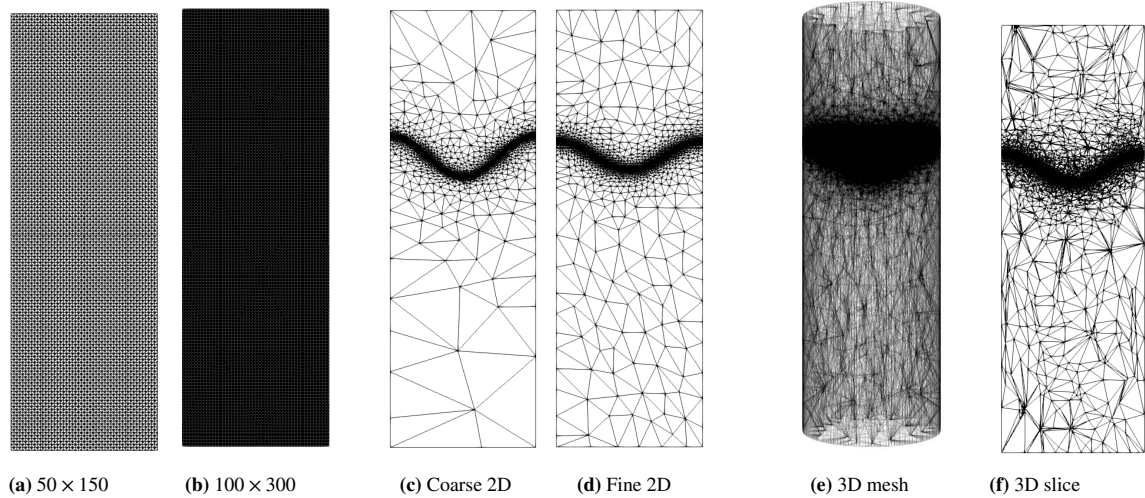 (a) 50 × 150
(b) 100 × 300
(c) Coarse 2D
(d) Fine 2D
(e) 3D mesh
(f) 3D slice